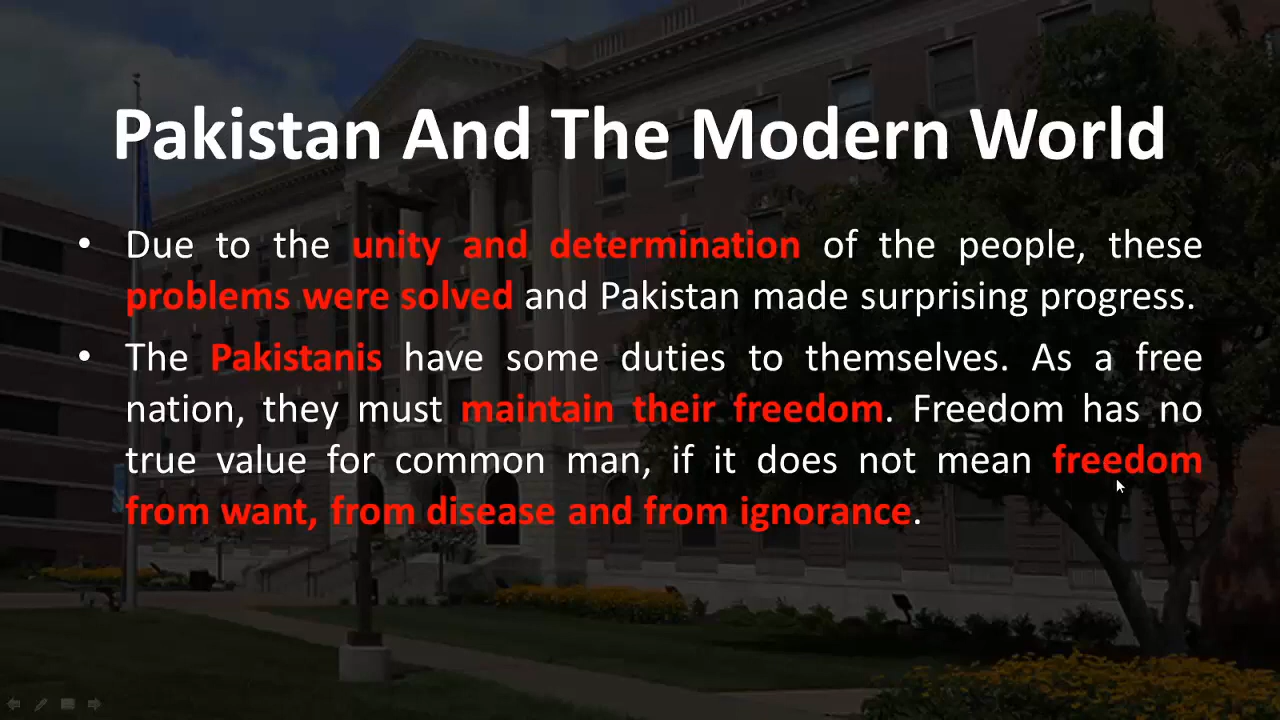 Pakistan And The Modern World
• Due to the unity and determination of the people, these
problems were solved and Pakistan made surprising progress.
• The Pakistanis have some duties to themselves. As a free
nation, they must maintain their freedom. Freedom has no
true value for common man, if it does not mean freedom
from want, from disease and from ignorance.